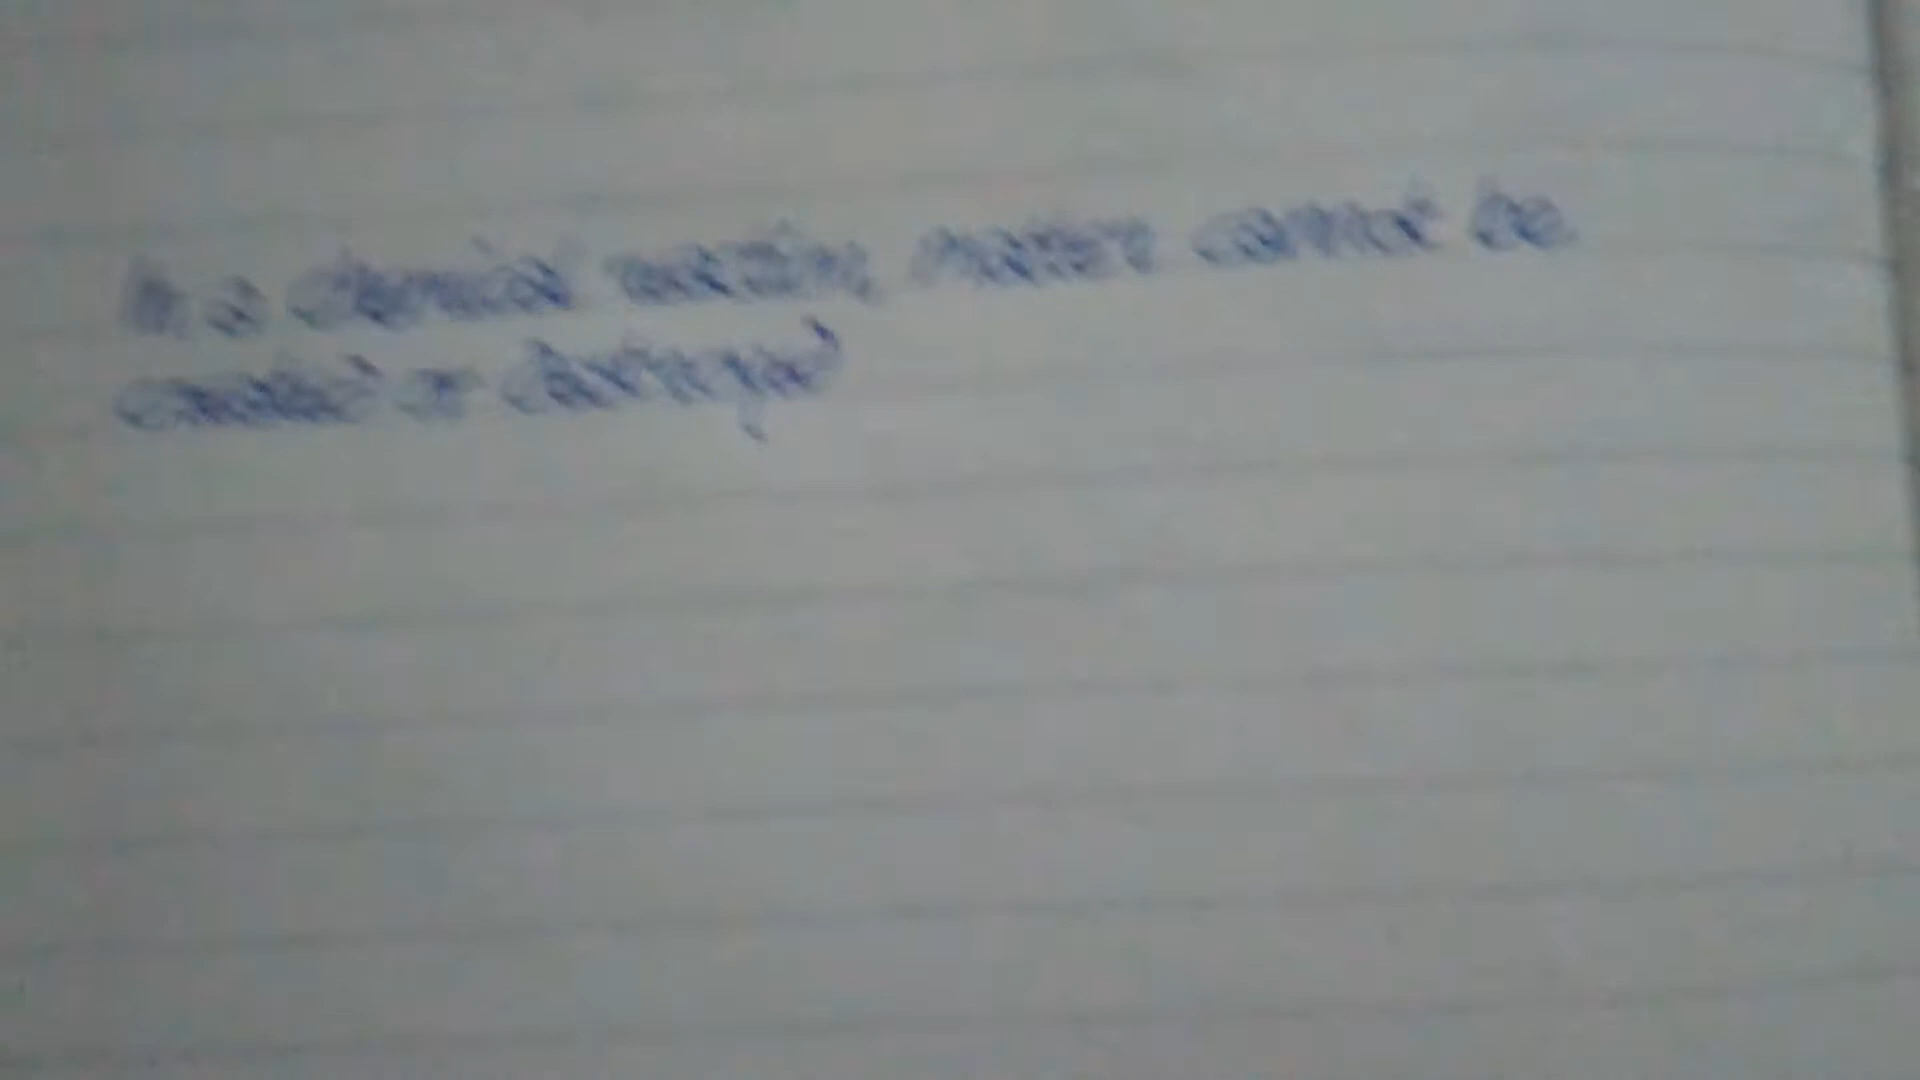 In a chemical reaction, matter cannot be
created or destroyed